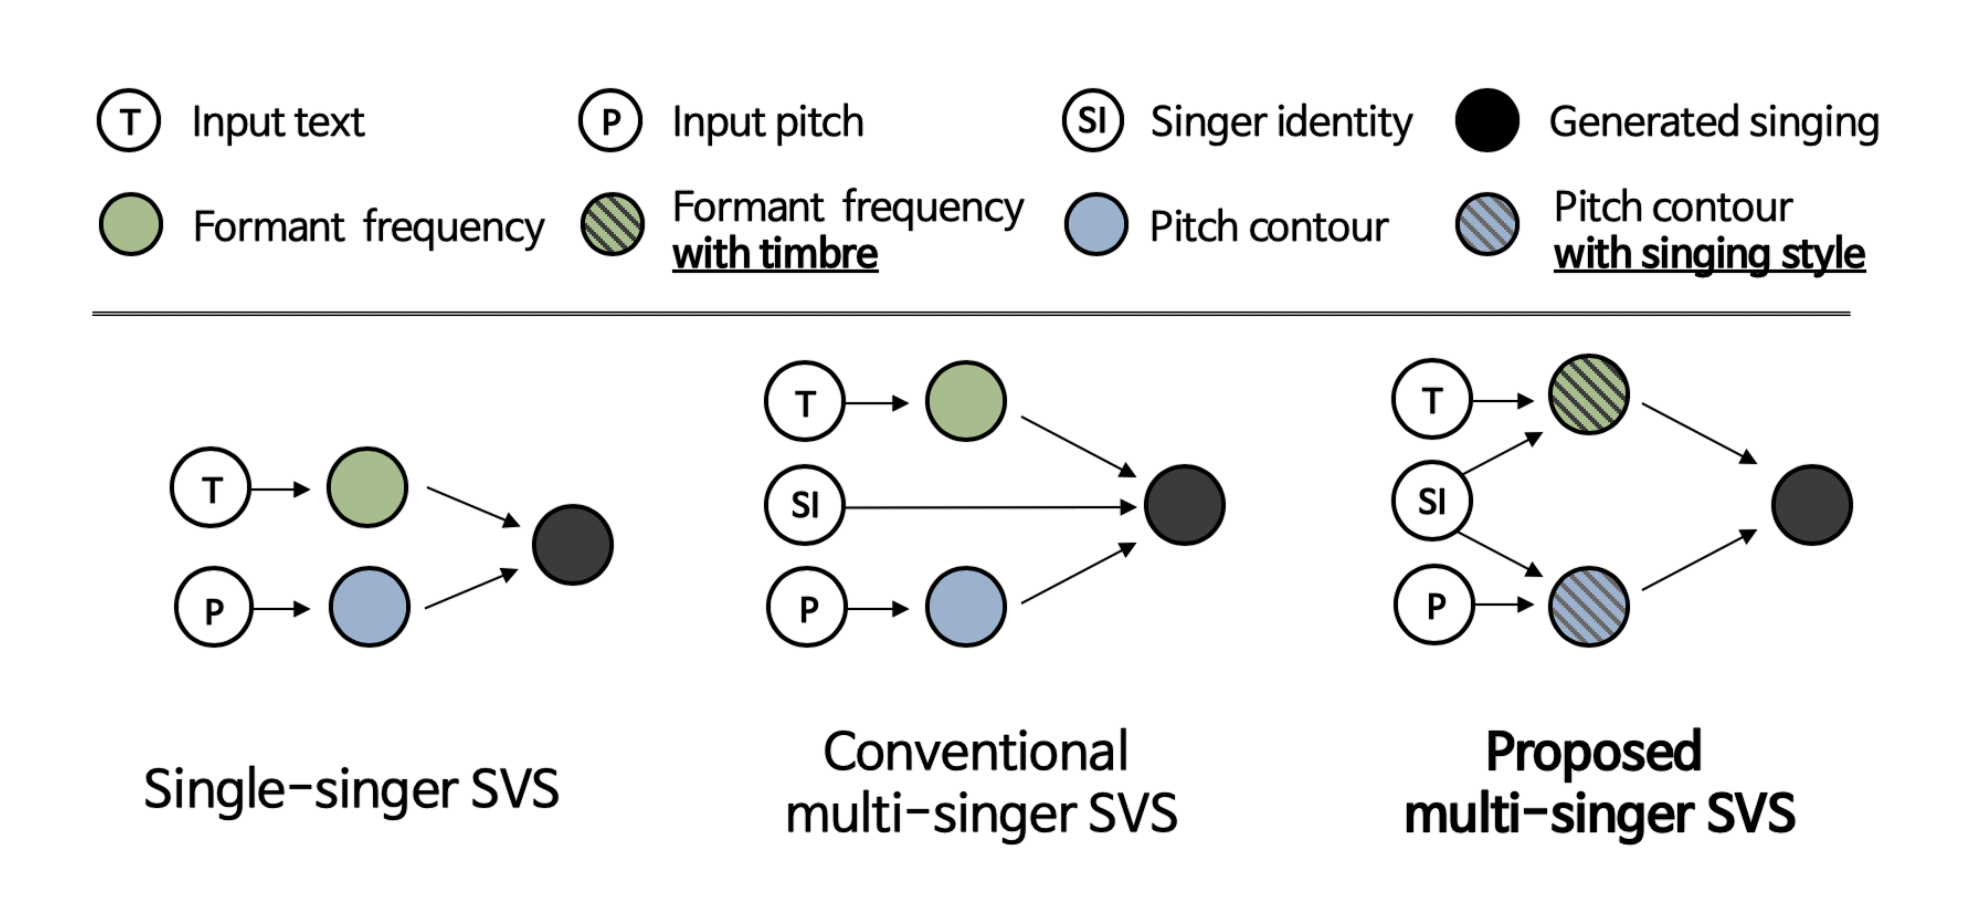 T Input text P Input pitch SI Singer identity Generated singing
Formant frequency Formant frequency with timbre Pitch contour Pitch contour with singing style
T
P
Single-singer SVS
T
SI
P
Conventional
multi-singer SVS
T
SI
P
Proposed
multi-singer SVS